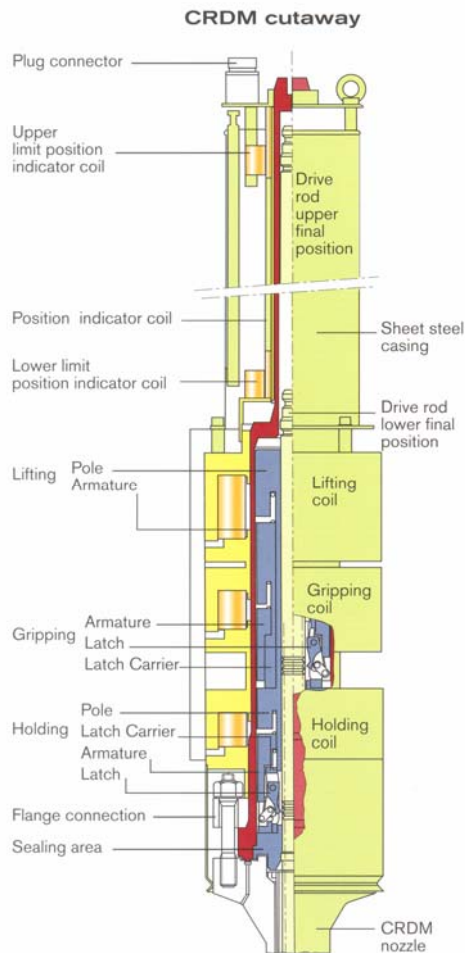 CRDM cutaway
Plug connector
Upper
limit position
indicator coil
Drive
rod
upper
final
position
Position indicator coil
Sheet steel
casing
Lower limit
position indicator coil
Drive rod
lower final
position
Lifting
Pole
Armature
Lifting
coil
Gripping
coil
Gripping
Armature
Latch
Latch Carrier
Holding
Pole
Latch Carrier
Armature
Latch
Holding
coil
Flange connection
Sealing area
CRDM
nozzle